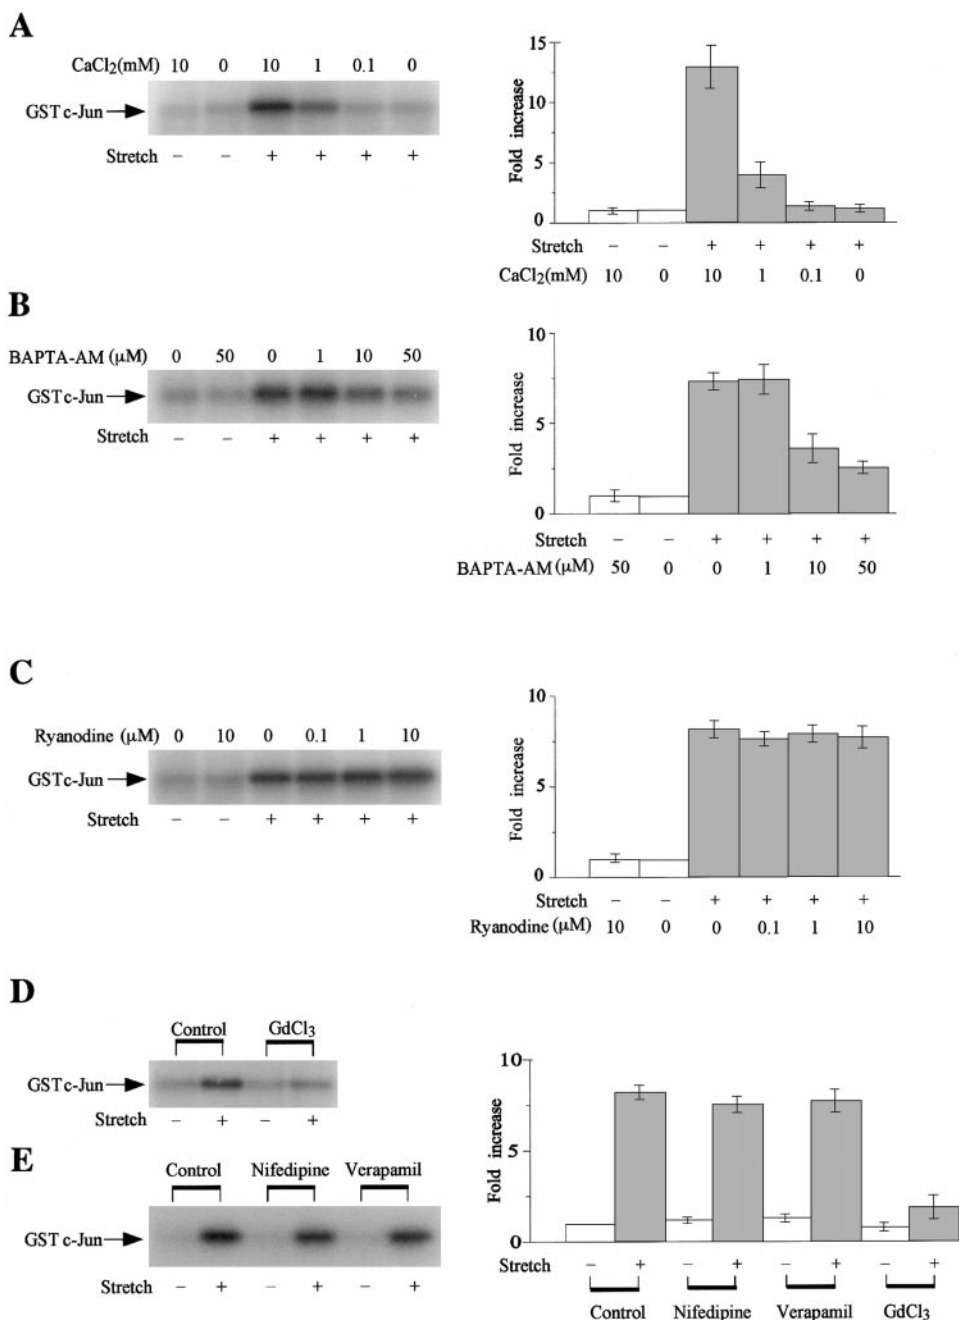 A
CaCl2(mM) 10 0 10 1 0.1 0
GST c-Jun
Stretch – – + + + +
15
10
5
0
Fold increase
Stretch – – + + + +
CaCl2(mM) 10 0 10 1 0.1 0
B
BAPTA-AM (μM) 0 50 0 1 10 50
GST c-Jun
Stretch – – + + + +
10
5
0
Fold increase
Stretch – – + + + +
BAPTA-AM (μM) 50 0 0 1 10 50
C
Ryanodine (μM) 0 10 0 0.1 1 10
GST c-Jun
Stretch – – + + + +
10
5
0
Fold increase
Stretch – – + + + +
Ryanodine (μM) 10 0 0 0.1 1 10
D
Control GdCl3
GST c-Jun
Stretch – + – +
E
Control Nifedipine Verapamil
GST c-Jun
Stretch – + – + – +
10
5
0
Fold increase
Stretch – + – + – + – +
Control Nifedipine Verapamil GdCl3